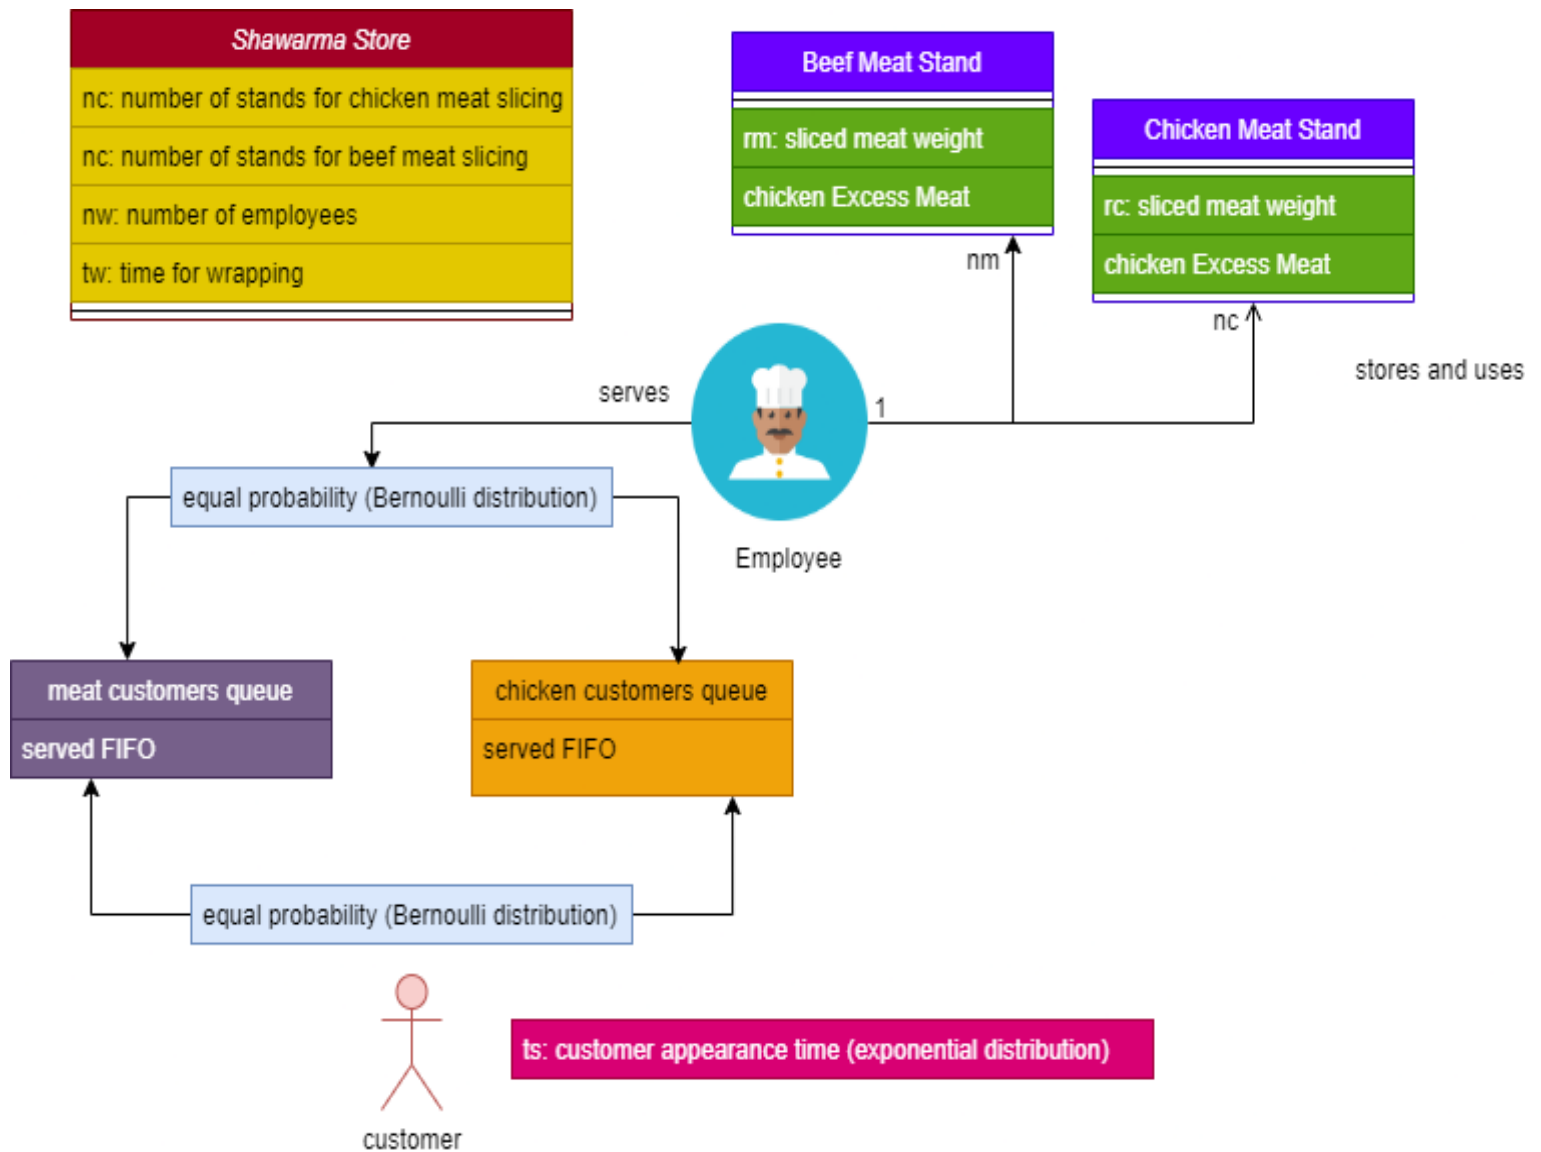 Shawarma Store
nc: number of stands for chicken meat slicing
nc: number of stands for beef meat slicing
nw: number of employees
tw: time for wrapping
Beef Meat Stand
rm: sliced meat weight
chicken Excess Meat
Chicken Meat Stand
rc: sliced meat weight
chicken Excess Meat
nm
nc
stores and uses
serves
1
equal probability (Bernoulli distribution)
Employee
meat customers queue
served FIFO
chicken customers queue
served FIFO
equal probability (Bernoulli distribution)
ts: customer appearance time (exponential distribution)
customer